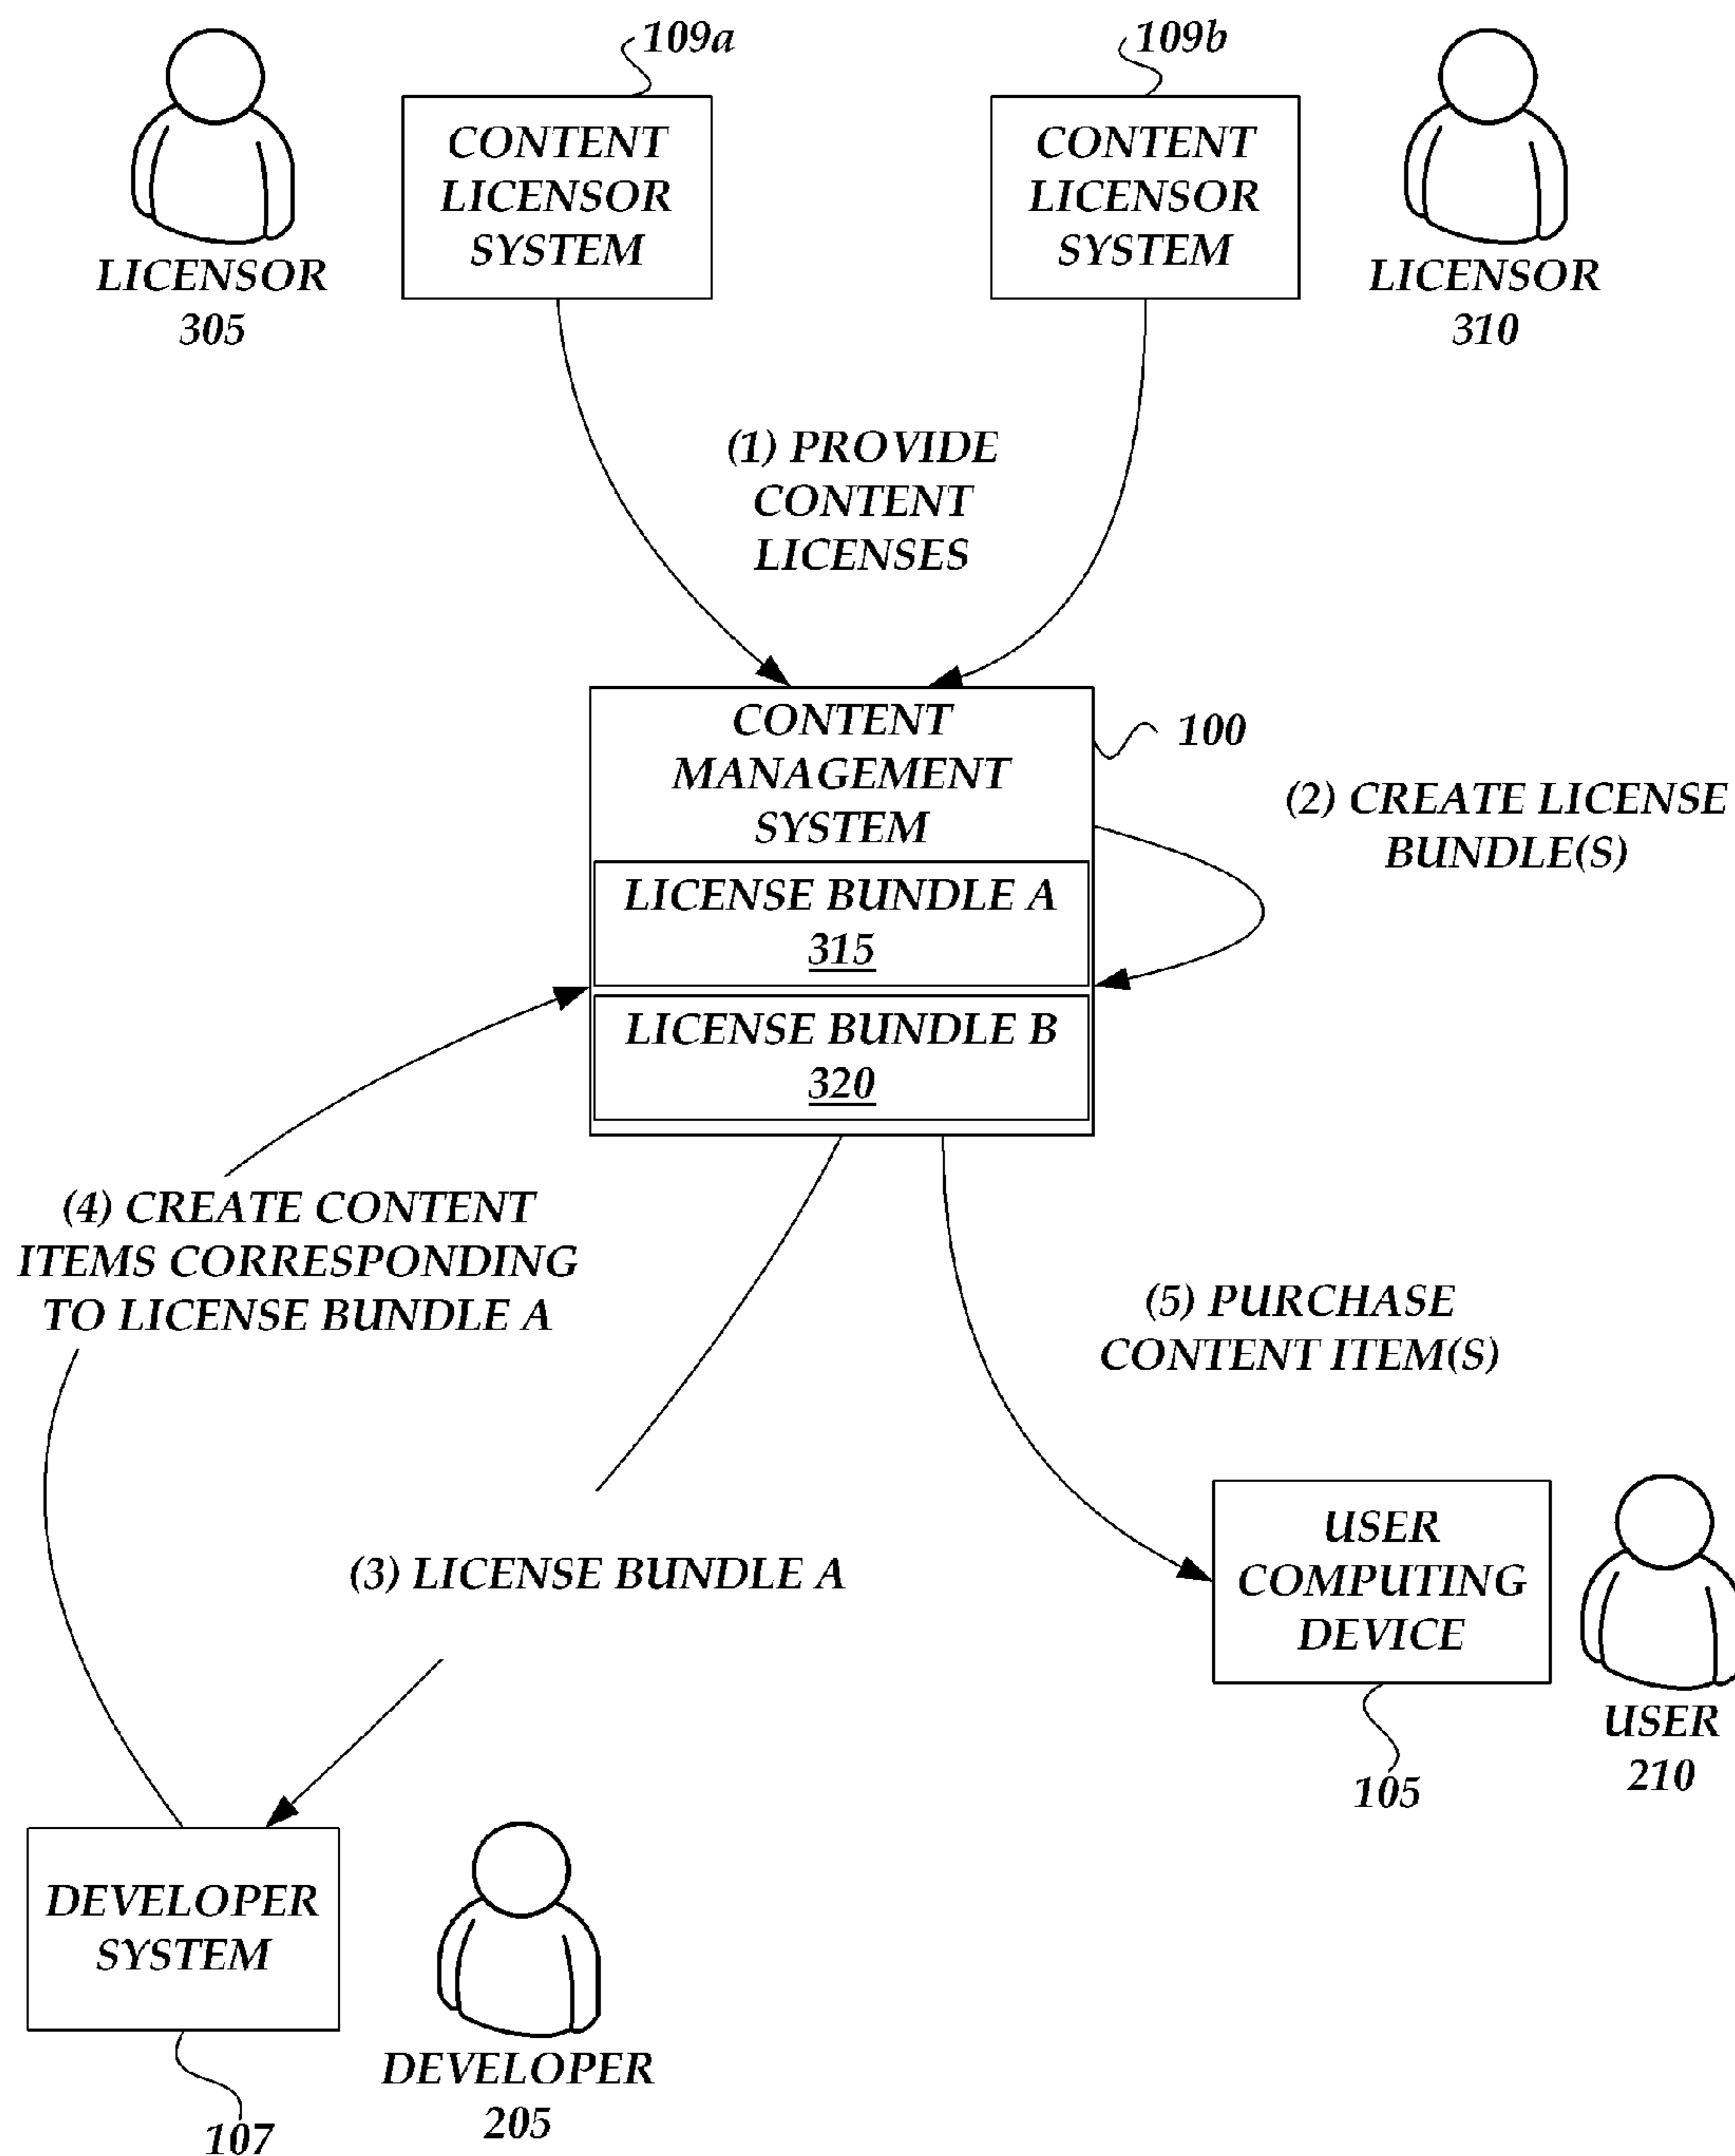 109a
109b
CONTENT
LICENSOR
SYSTEM
CONTENT
LICENSOR
SYSTEM
LICENSOR
305
LICENSOR
310
(1) PROVIDE
CONTENT
LICENSES
CONTENT
MANAGEMENT
SYSTEM
100
(2) CREATE LICENSE
BUNDLE(S)
LICENSE BUNDLE A
315
LICENSE BUNDLE B
320
(4) CREATE CONTENT
ITEMS CORRESPONDING
TO LICENSE BUNDLE A
(5) PURCHASE
CONTENT ITEM(S)
(3) LICENSE BUNDLE A
USER
COMPUTING
DEVICE
USER
210
105
DEVELOPER
SYSTEM
DEVELOPER
205
107